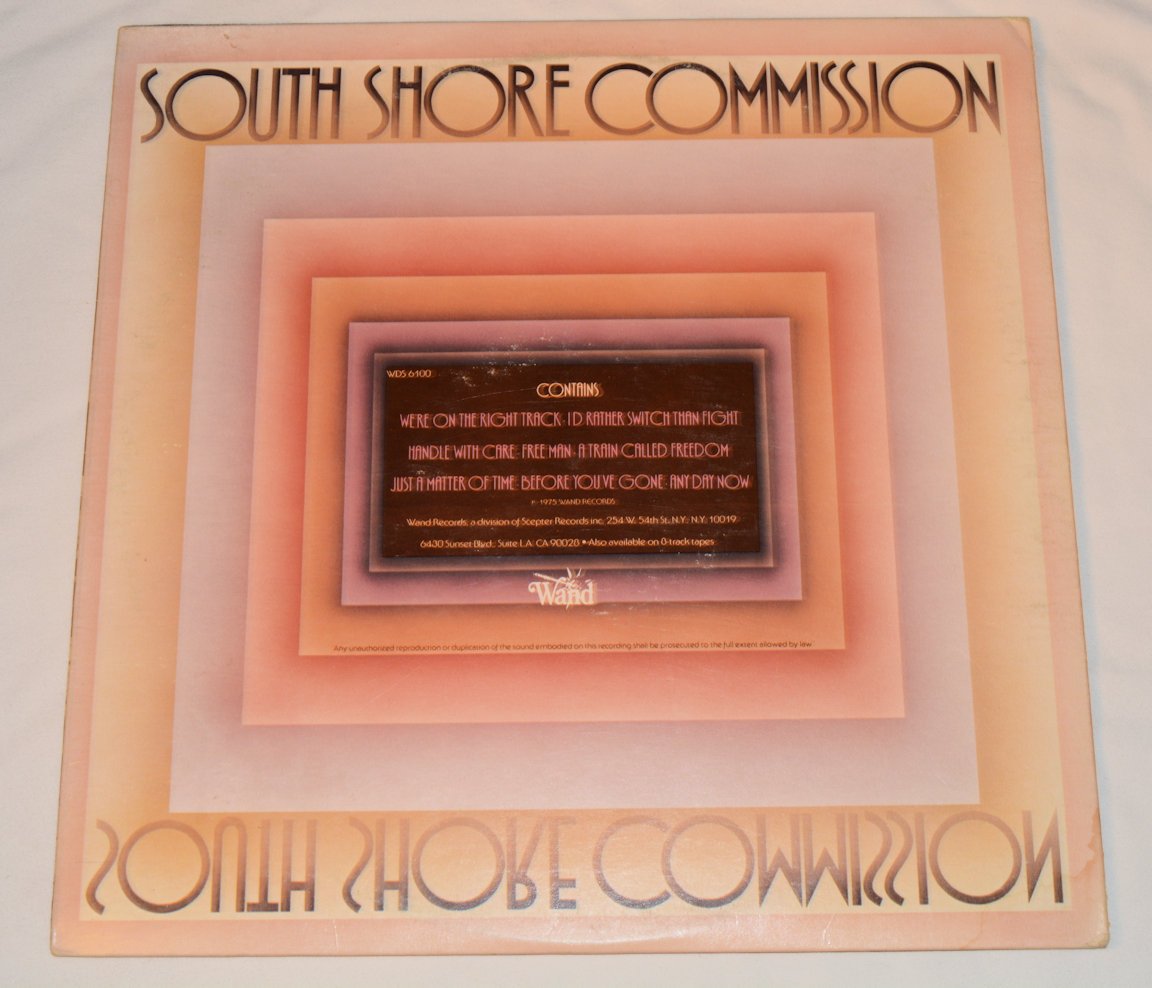 SOUTH SHORE COMMISSION
WDS 6100
CONTAINS
WE'RE ON THE RIGHT TRACK · I'D RATHER SWITCH THAN FIGHT
HANDLE WITH CARE · FREE MAN · A TRAIN CALLED FREEDOM
JUST A MATTER OF TIME · BEFORE YOU'VE GONE · ANY DAY NOW
℗ 1975 WAND RECORDS
Wand Records, a division of Scepter Records inc, 254 W. 54th St. N.Y., N.Y. 10019
6430 Sunset Blvd., Suite L.A. CA 90028 • Also available on 8-track tapes
Wand
Any unauthorized reproduction or duplication of the sound embodied on this recording shall be prosecuted to the full extent allowed by law
SOUTH SHORE COMMISSION